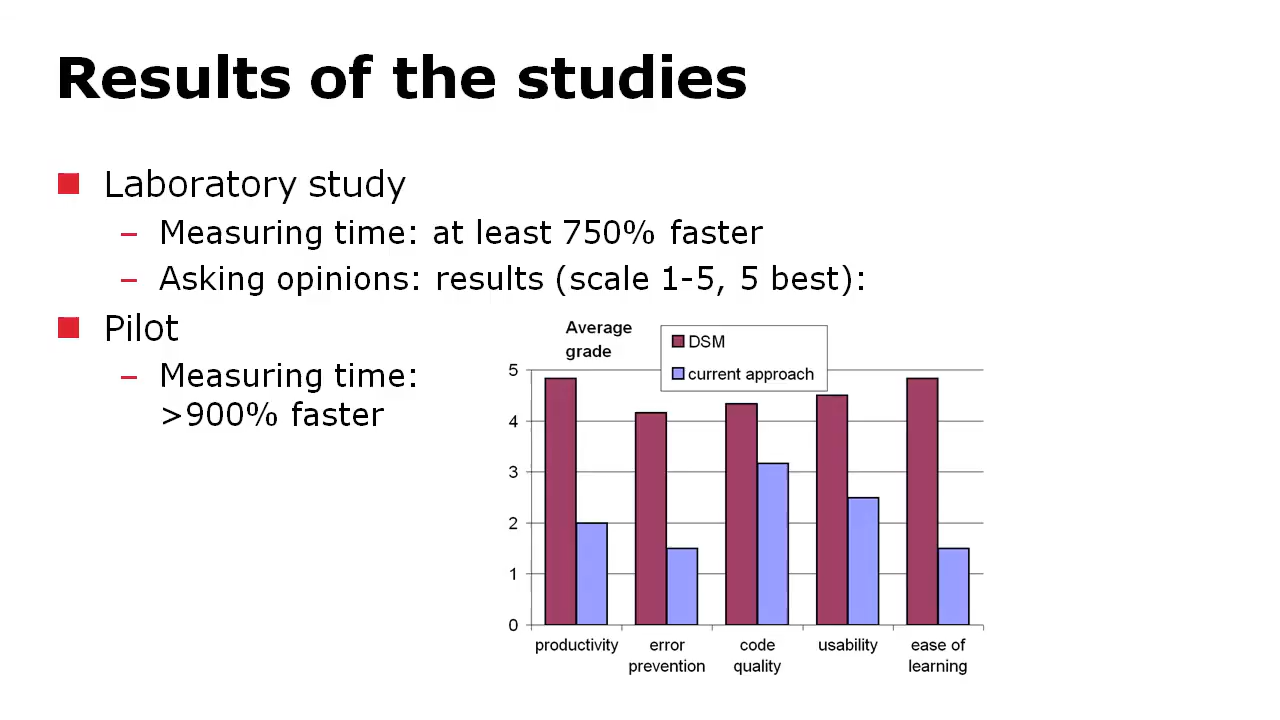 Results of the studies
Laboratory study
– Measuring time: at least 750% faster
– Asking opinions: results (scale 1-5, 5 best):
Pilot
– Measuring time:
>900% faster
Average
grade
DSM
current approach
5
4
3
2
1
0
productivity
error
prevention
code
quality
usability
ease of
learning